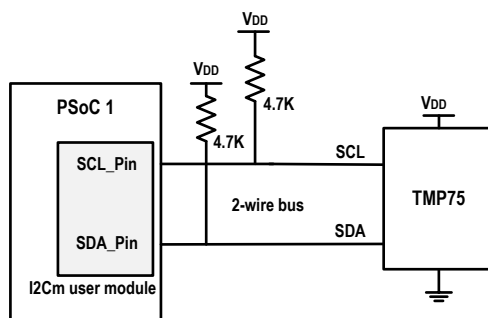 VDD
VDD
PSoC 1
4.7K
VDD
4.7K
SCL_Pin
SCL
TMP75
2-wire bus
SDA_Pin
SDA
I2Cm user module